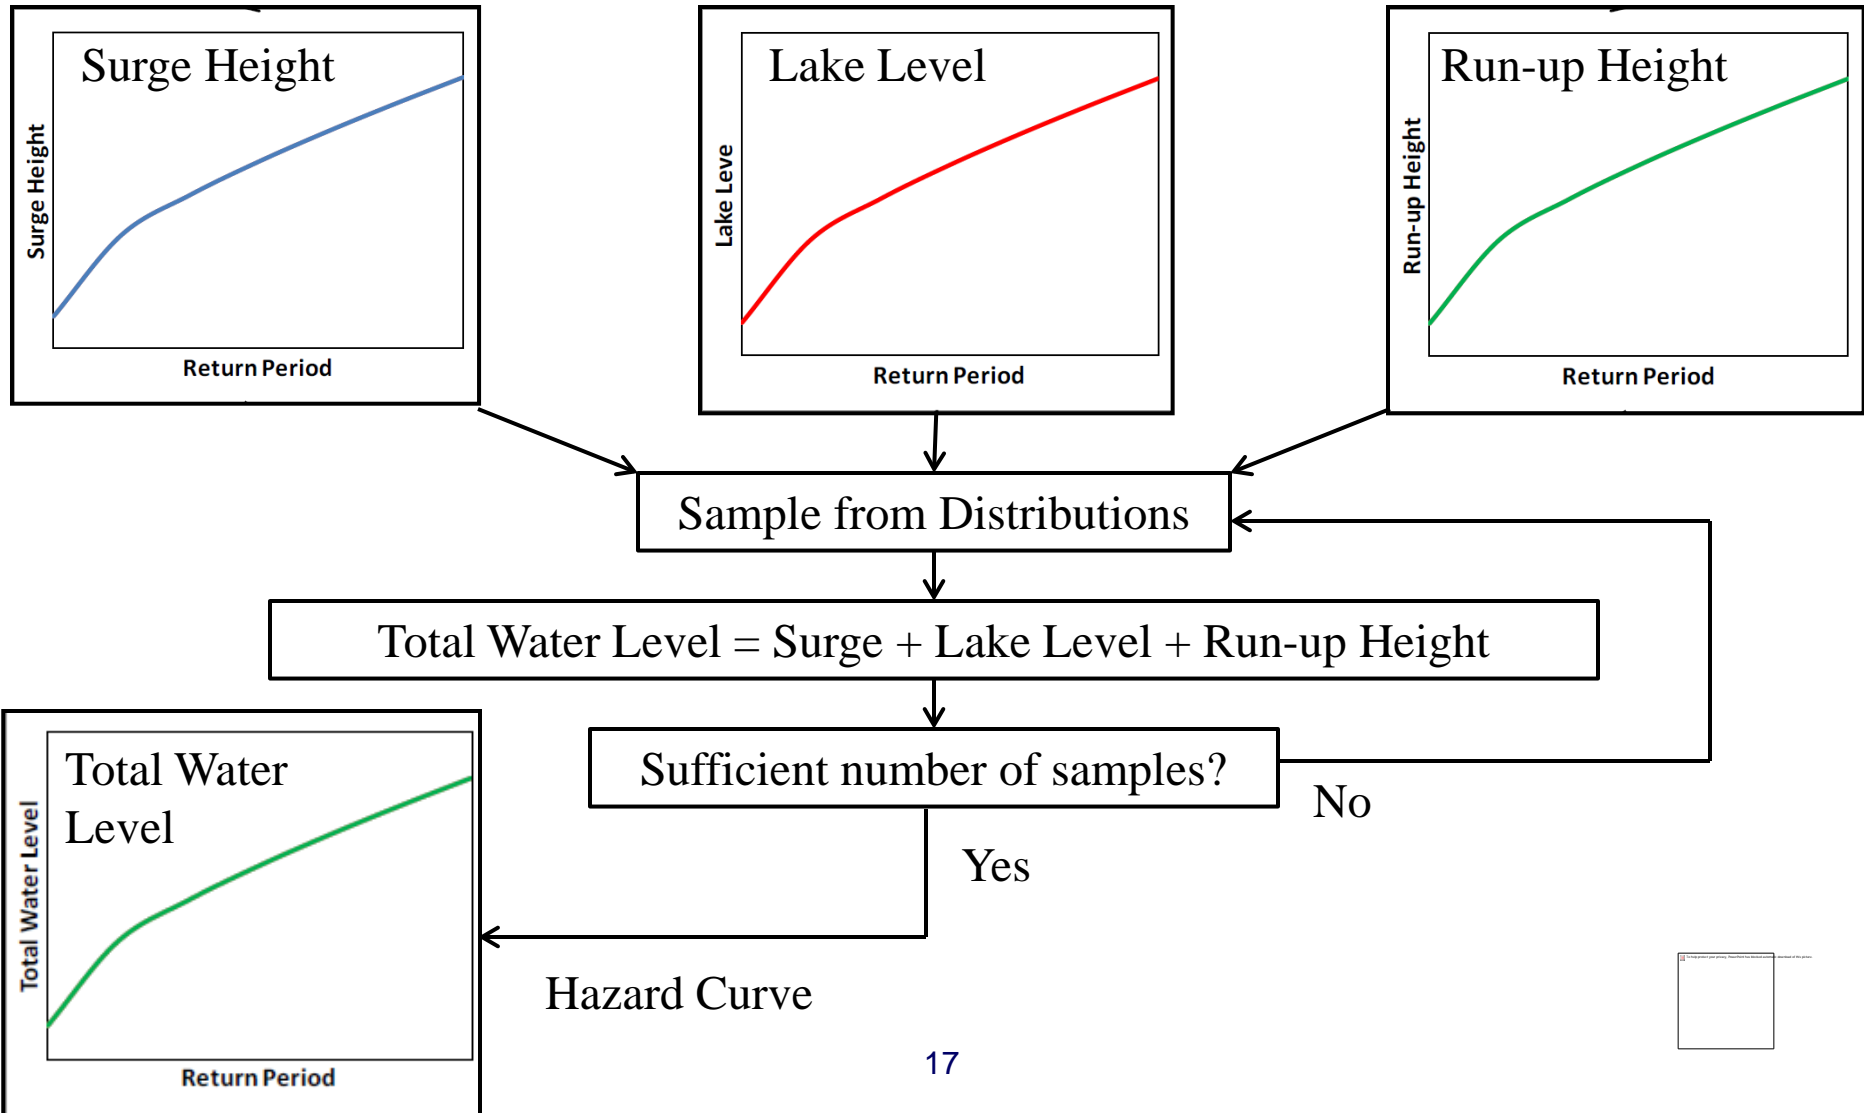 Surge Height
Surge Height
Return Period
Lake Level
Lake Leve
Return Period
Run-up Height
Run-up Height
Return Period
Sample from Distributions
Total Water Level = Surge + Lake Level + Run-up Height
Sufficient number of samples?
No
Yes
Total Water
Level
Total Water Level
Return Period
Hazard Curve
17